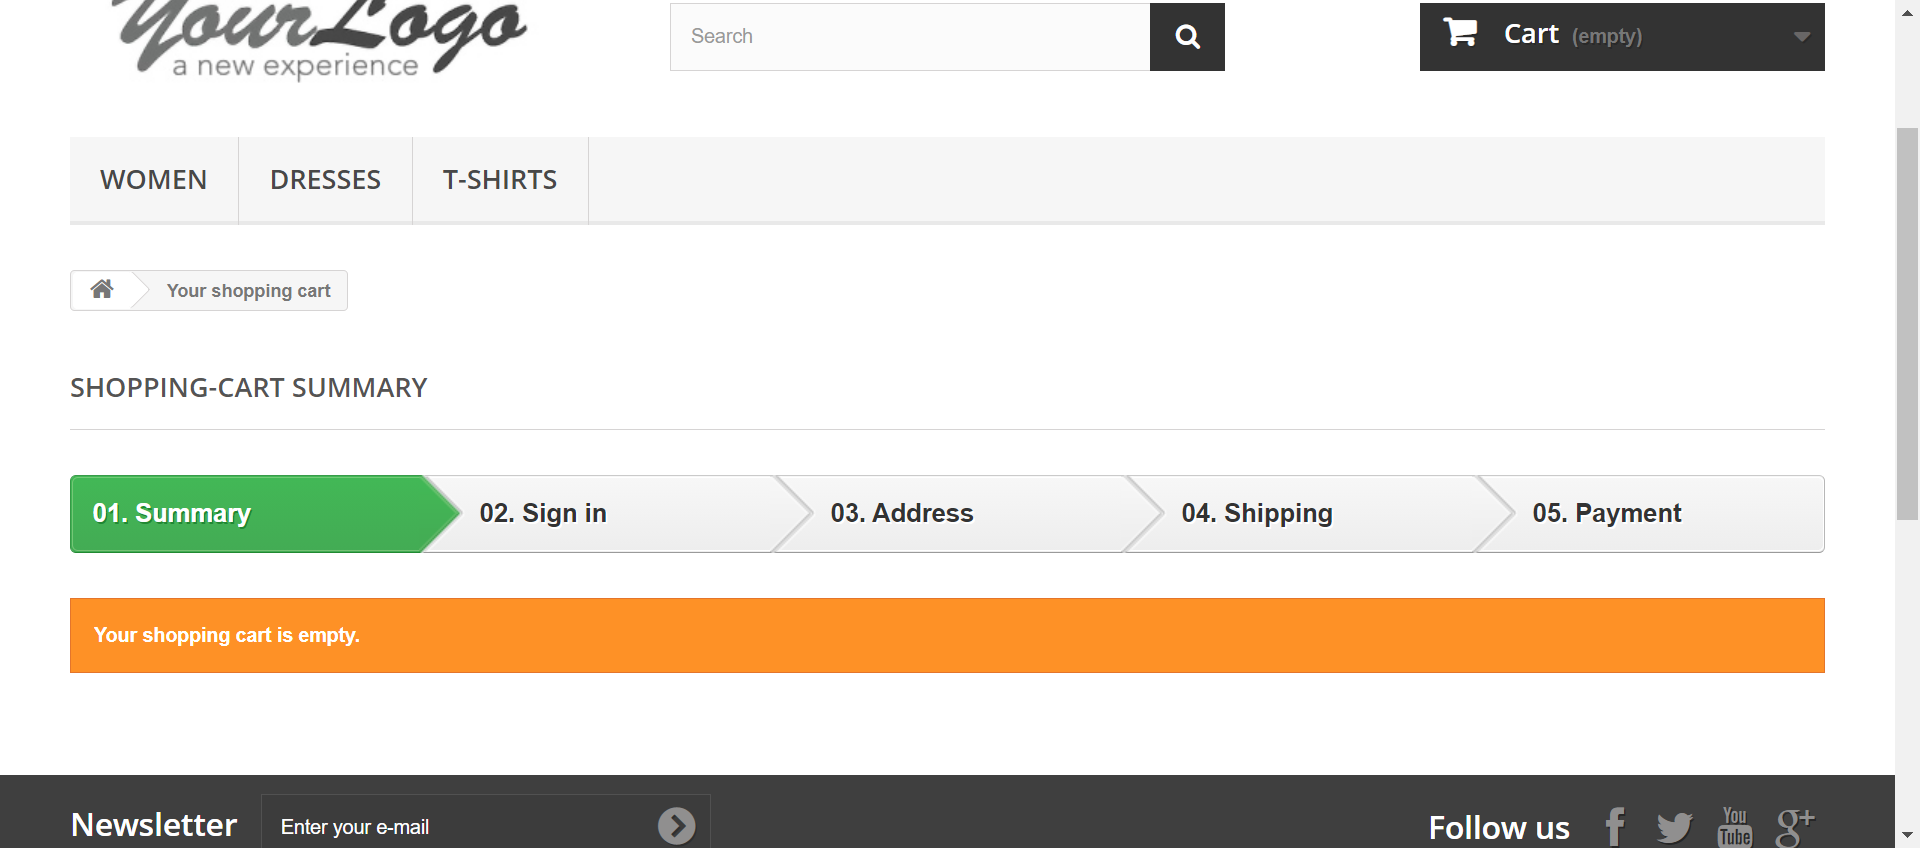 YourLogo
a new experience
Search
Cart (empty)
WOMEN DRESSES T-SHIRTS
Your shopping cart
SHOPPING-CART SUMMARY
01. Summary 02. Sign in 03. Address 04. Shipping 05. Payment
Your shopping cart is empty.
Newsletter Enter your e-mail Follow us f You Tube g+